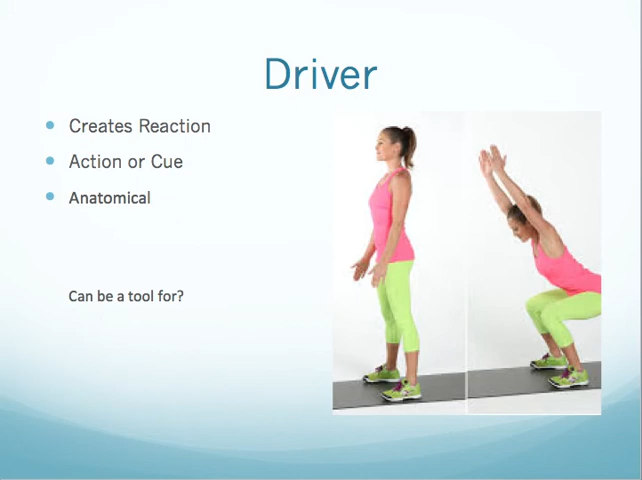 Driver
Creates Reaction
Action or Cue
Anatomical
Can be a tool for?